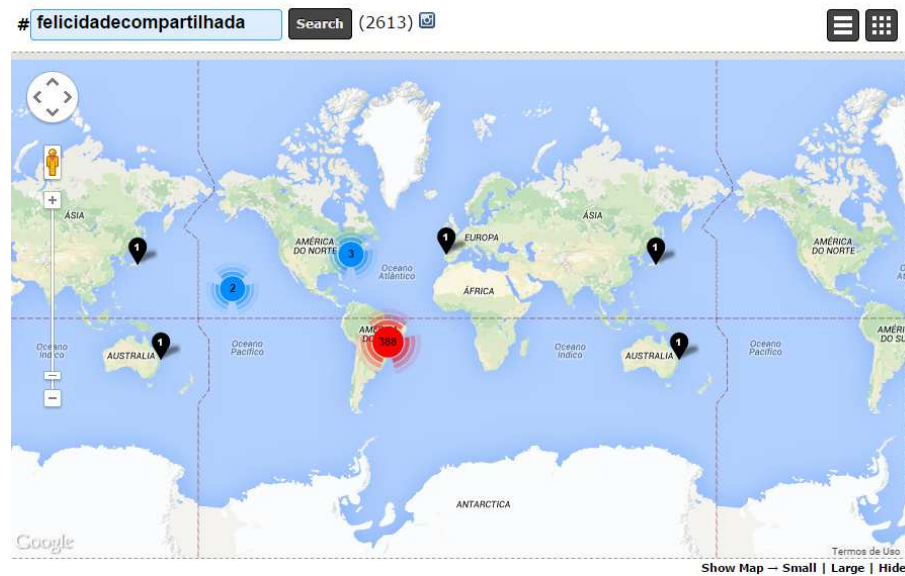 # felicidadecompartilhada Search (2613)
ÁSIA
ÁSIA
EUROPA
AMÉRICA
DO NORTE
AMÉRICA
DO NORTE
1
1
1
3
Oceano
Atlântico
ÁFRICA
2
388
1
1
Oceano
Índico
AUSTRALIA
Oceano
Pacífico
Oceano
Índico
AUSTRALIA
Oceano
Pacífico
ANTARCTICA
Google
Termos de Uso
Show Map → Small | Large | Hide